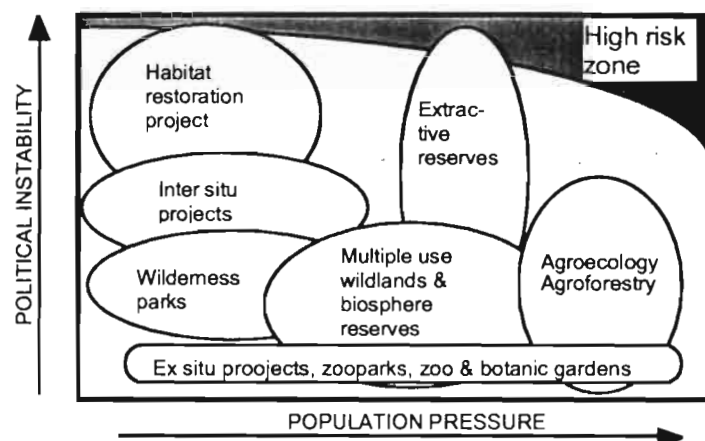 High risk
zone
Habitat
restoration
project
Extrac-
tive
reserves
Inter situ
projects
Wilderness
parks
Multiple use
wildlands &
biosphere
reserves
Agroecology
Agroforestry
Ex situ proojects, zooparks, zoo & botanic gardens
POLITICAL INSTABILITY
POPULATION PRESSURE